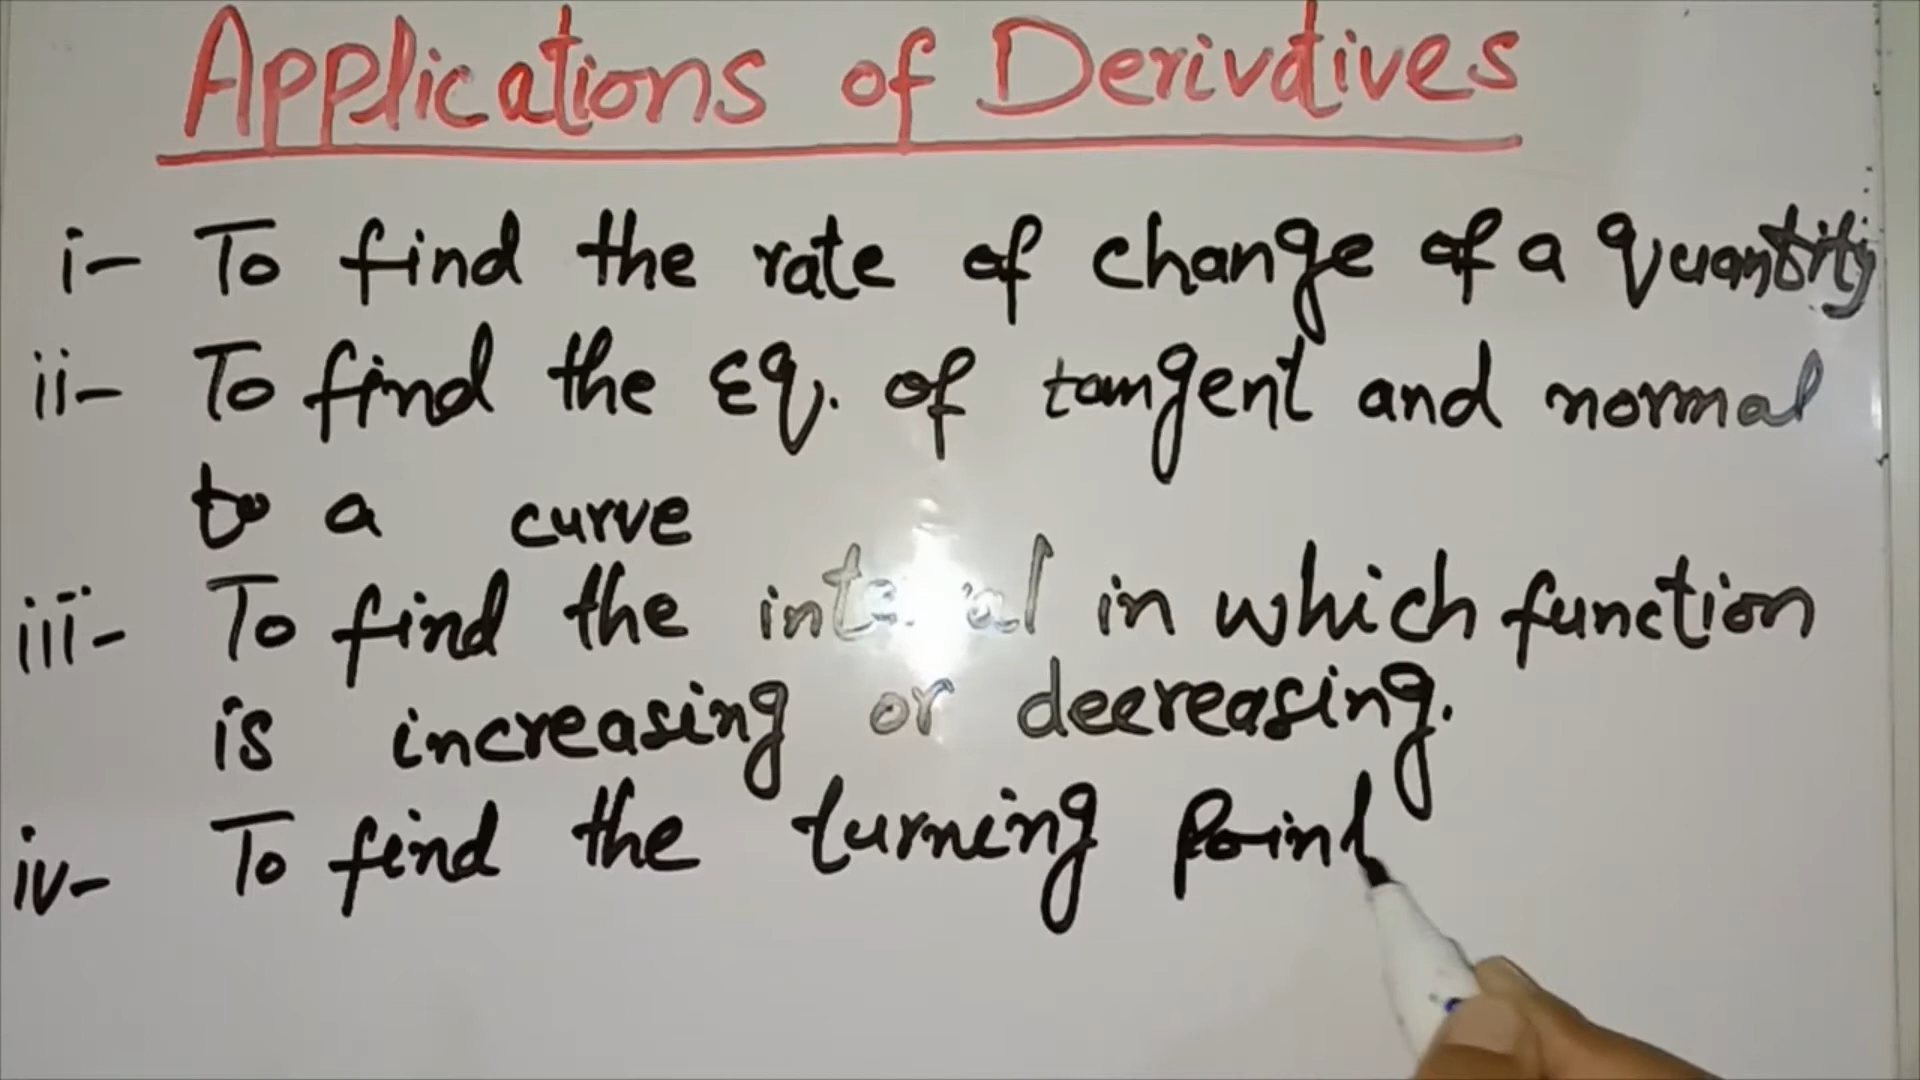 Applications of Derivatives
i- To find the rate of change of a quantity
ii- To find the Eq. of tangent and normal
to a curve
iii- To find the interval in which function
is increasing or decreasing.
iv- To find the turning point